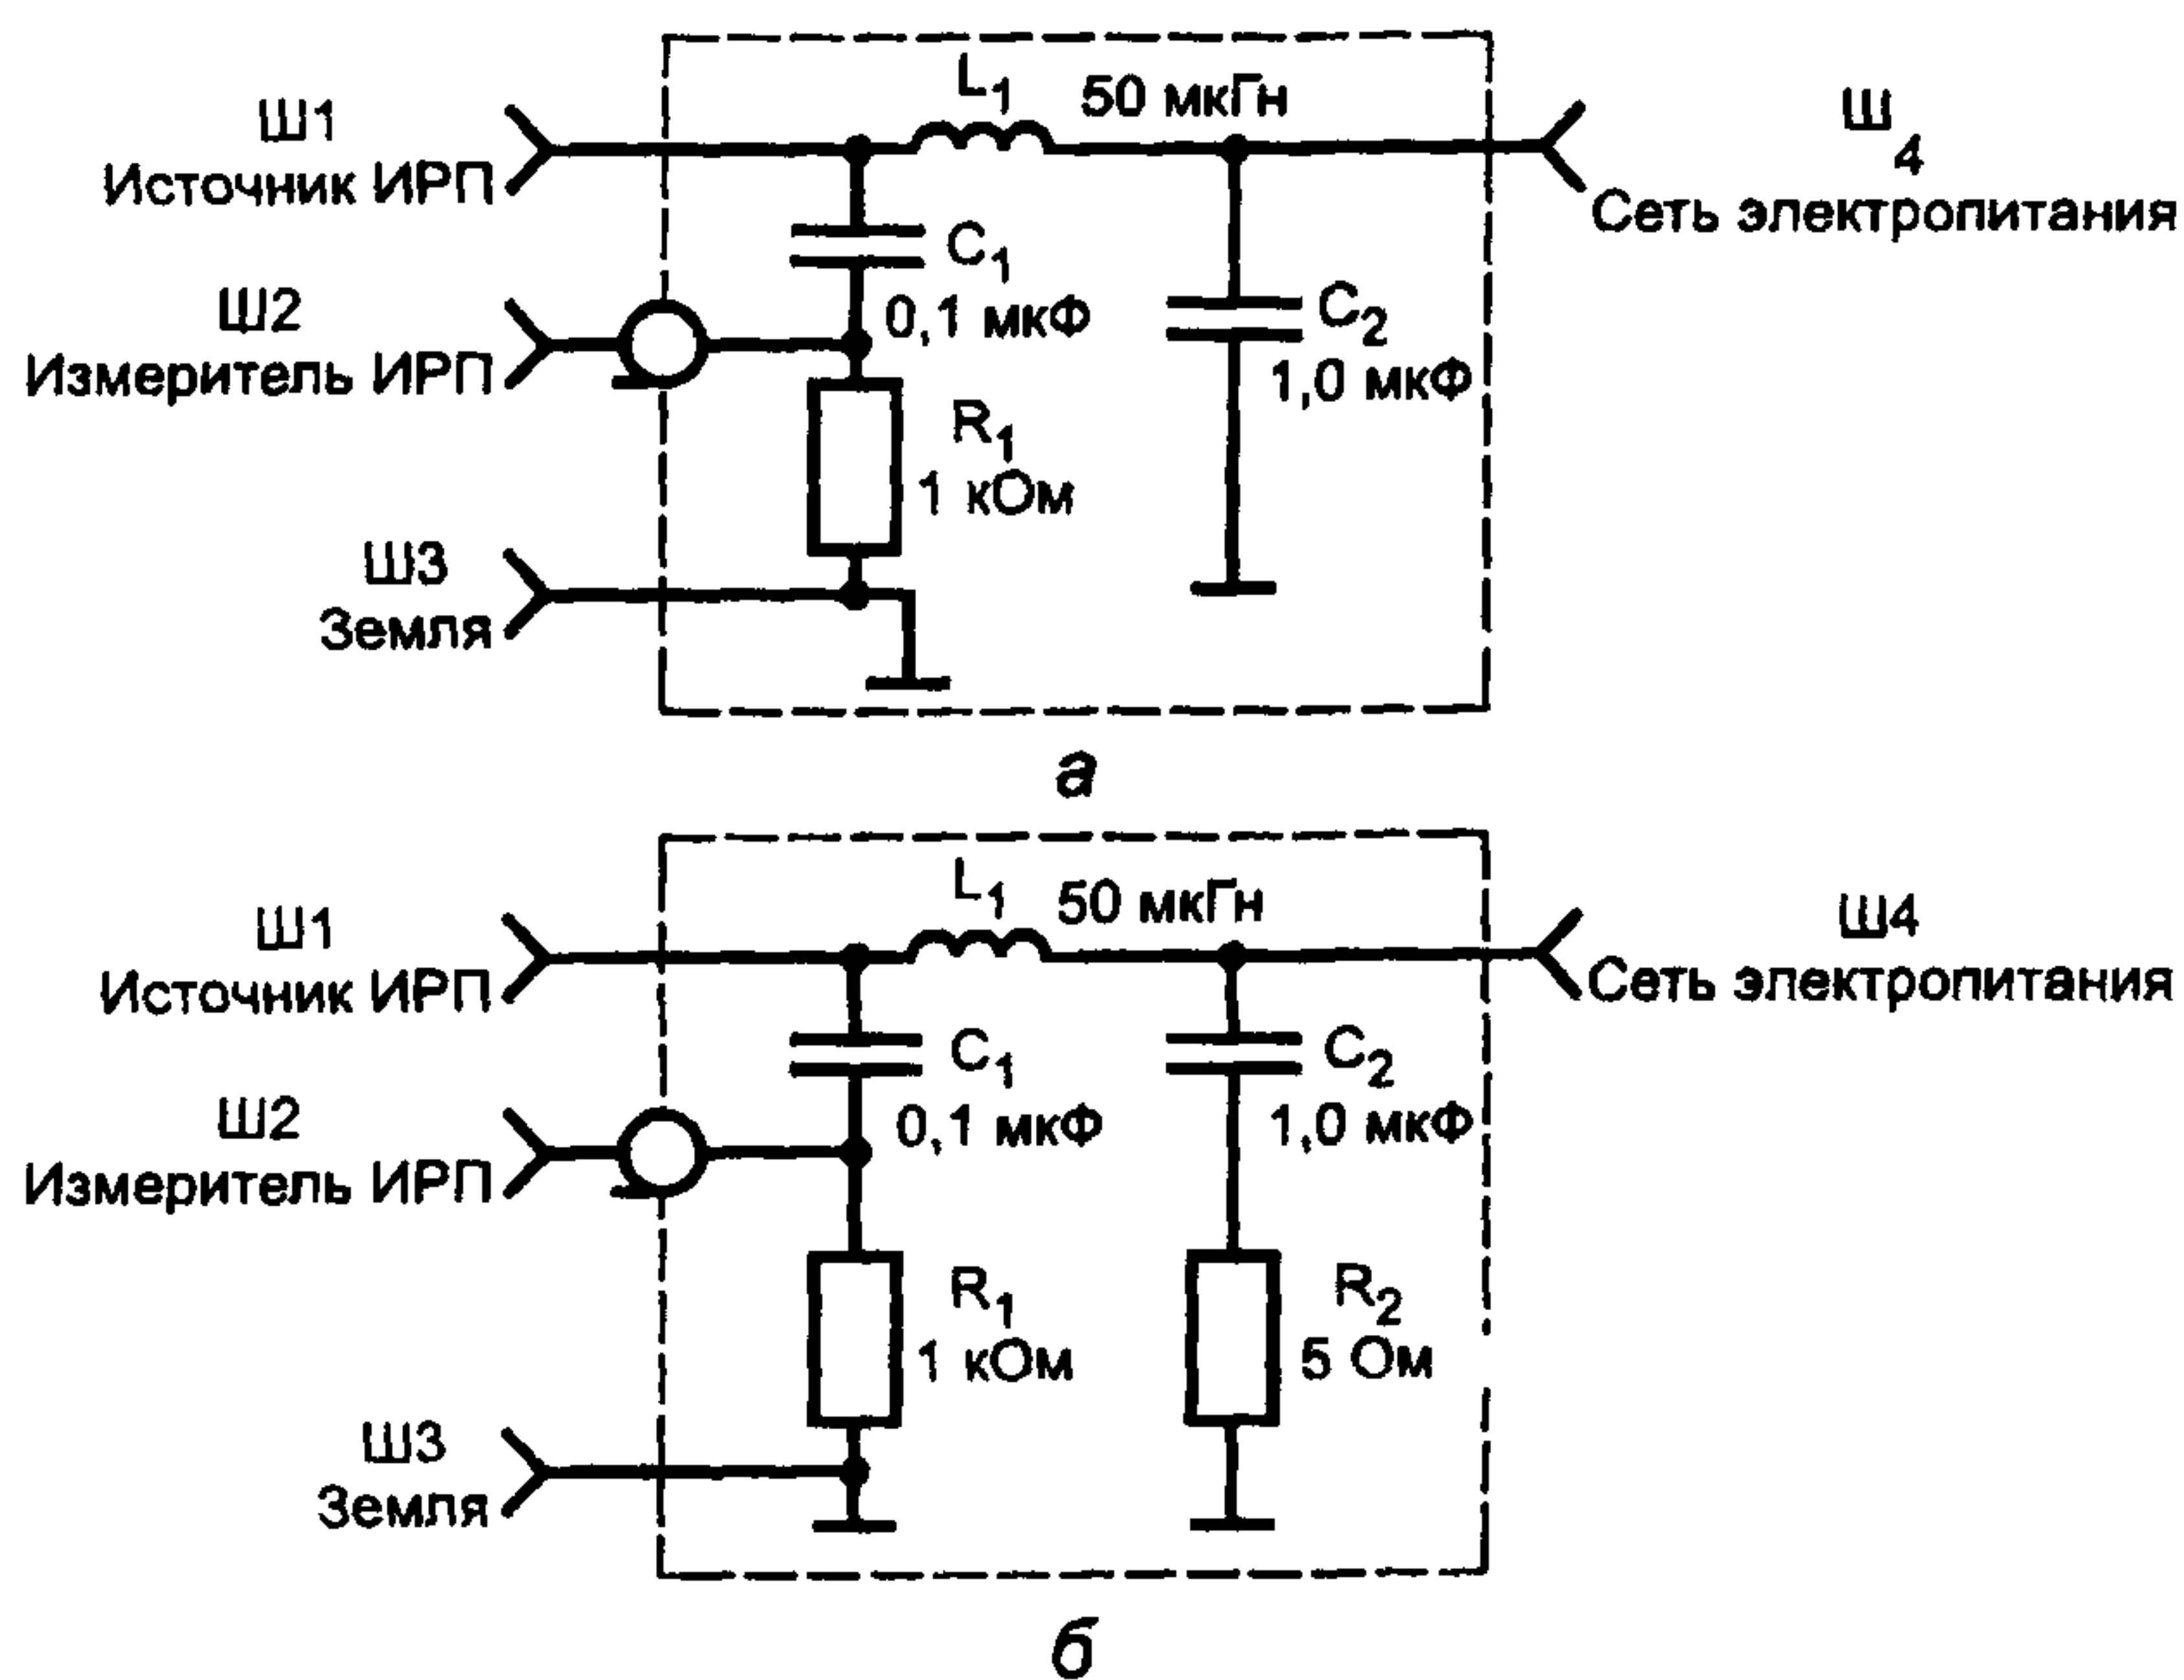 L1 50 мкГн
Ш1
Источник ИРП
Ш
4
Сеть электропитания
C1
0,1 мкФ
Ш2
Измеритель ИРП
C2
1,0 мкФ
R1
1 кОм
Ш3
Земля
а
L1 50 мкГн
Ш1
Источник ИРП
Ш4
Сеть электропитания
C1
0,1 мкФ
C2
1,0 мкФ
Ш2
Измеритель ИРП
R1
1 кОм
R2
5 Ом
Ш3
Земля
б